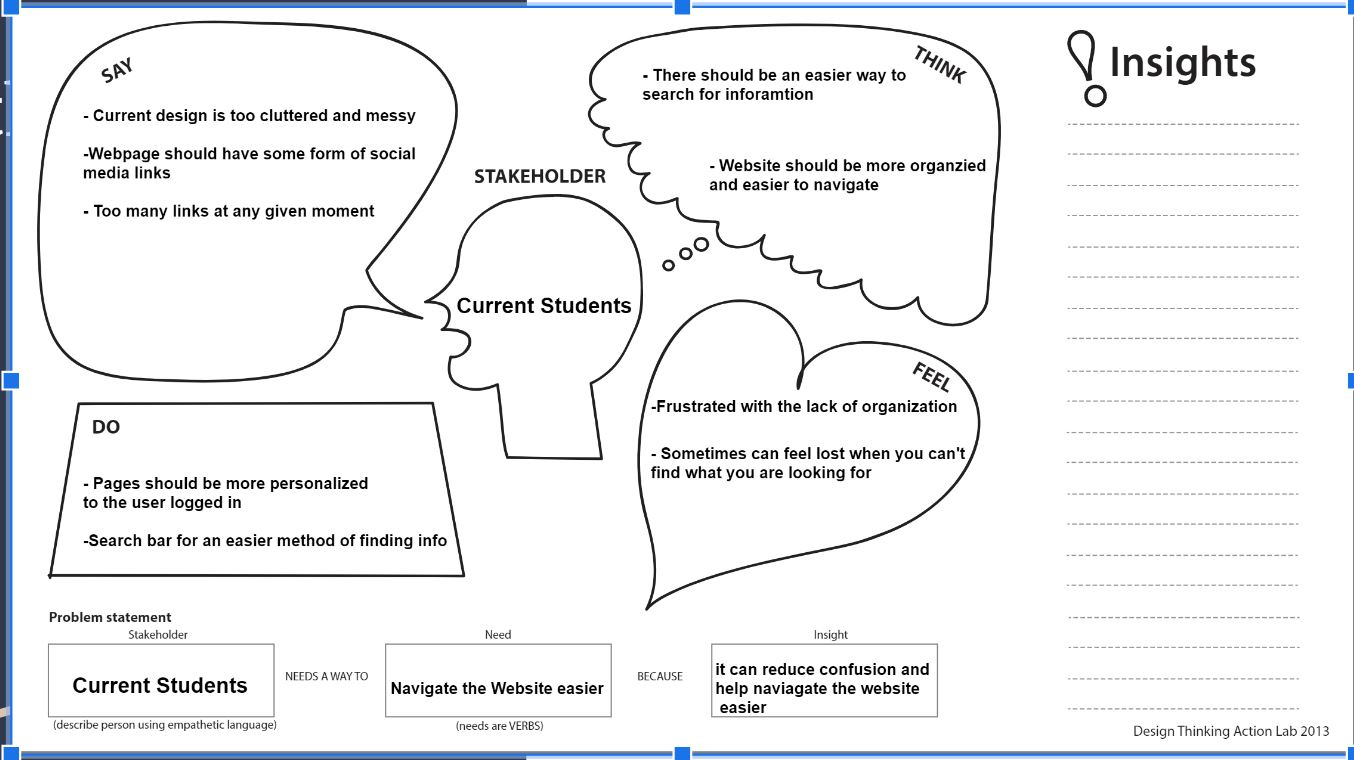 SAY
- Current design is too cluttered and messy
-Webpage should have some form of social
media links
- Too many links at any given moment
THINK
- There should be an easier way to
search for inforamtion
- Website should be more organzied
and easier to navigate
STAKEHOLDER
Current Students
DO
- Pages should be more personalized
to the user logged in
-Search bar for an easier method of finding info
FEEL
-Frustrated with the lack of organization
- Sometimes can feel lost when you can't
find what you are looking for
Insights
Problem statement
Stakeholder
Current Students
(describe person using empathetic language)
NEEDS A WAY TO
Need
Navigate the Website easier
(needs are VERBS)
BECAUSE
Insight
it can reduce confusion and
help naviagate the website
easier
Design Thinking Action Lab 2013